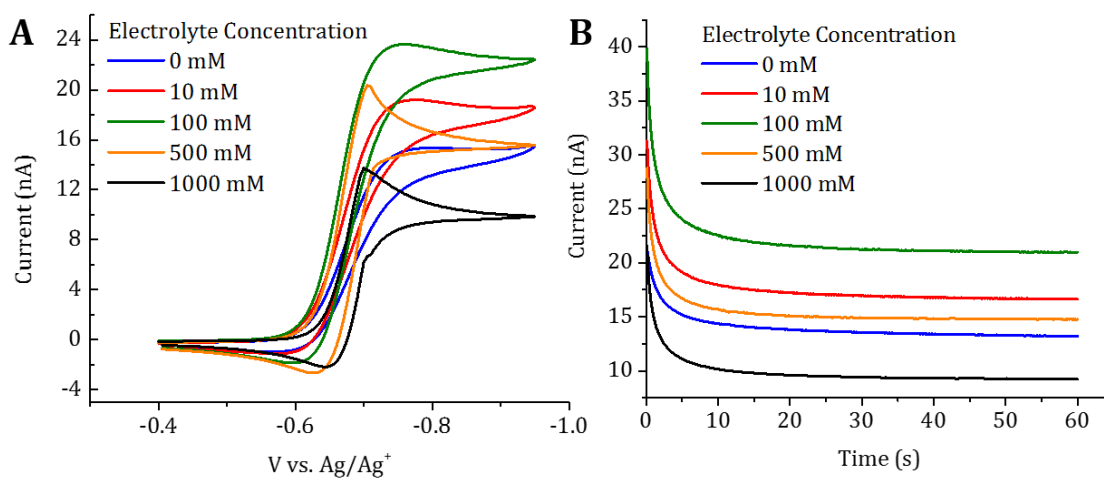 A
Electrolyte Concentration
0 mM
10 mM
100 mM
500 mM
1000 mM
Current (nA)
24
20
16
12
8
4
0
-4
-0.4
-0.6
-0.8
-1.0
V vs. Ag/Ag⁺
B
Electrolyte Concentration
0 mM
10 mM
100 mM
500 mM
1000 mM
Current (nA)
40
35
30
25
20
15
10
0
10
20
30
40
50
60
Time (s)